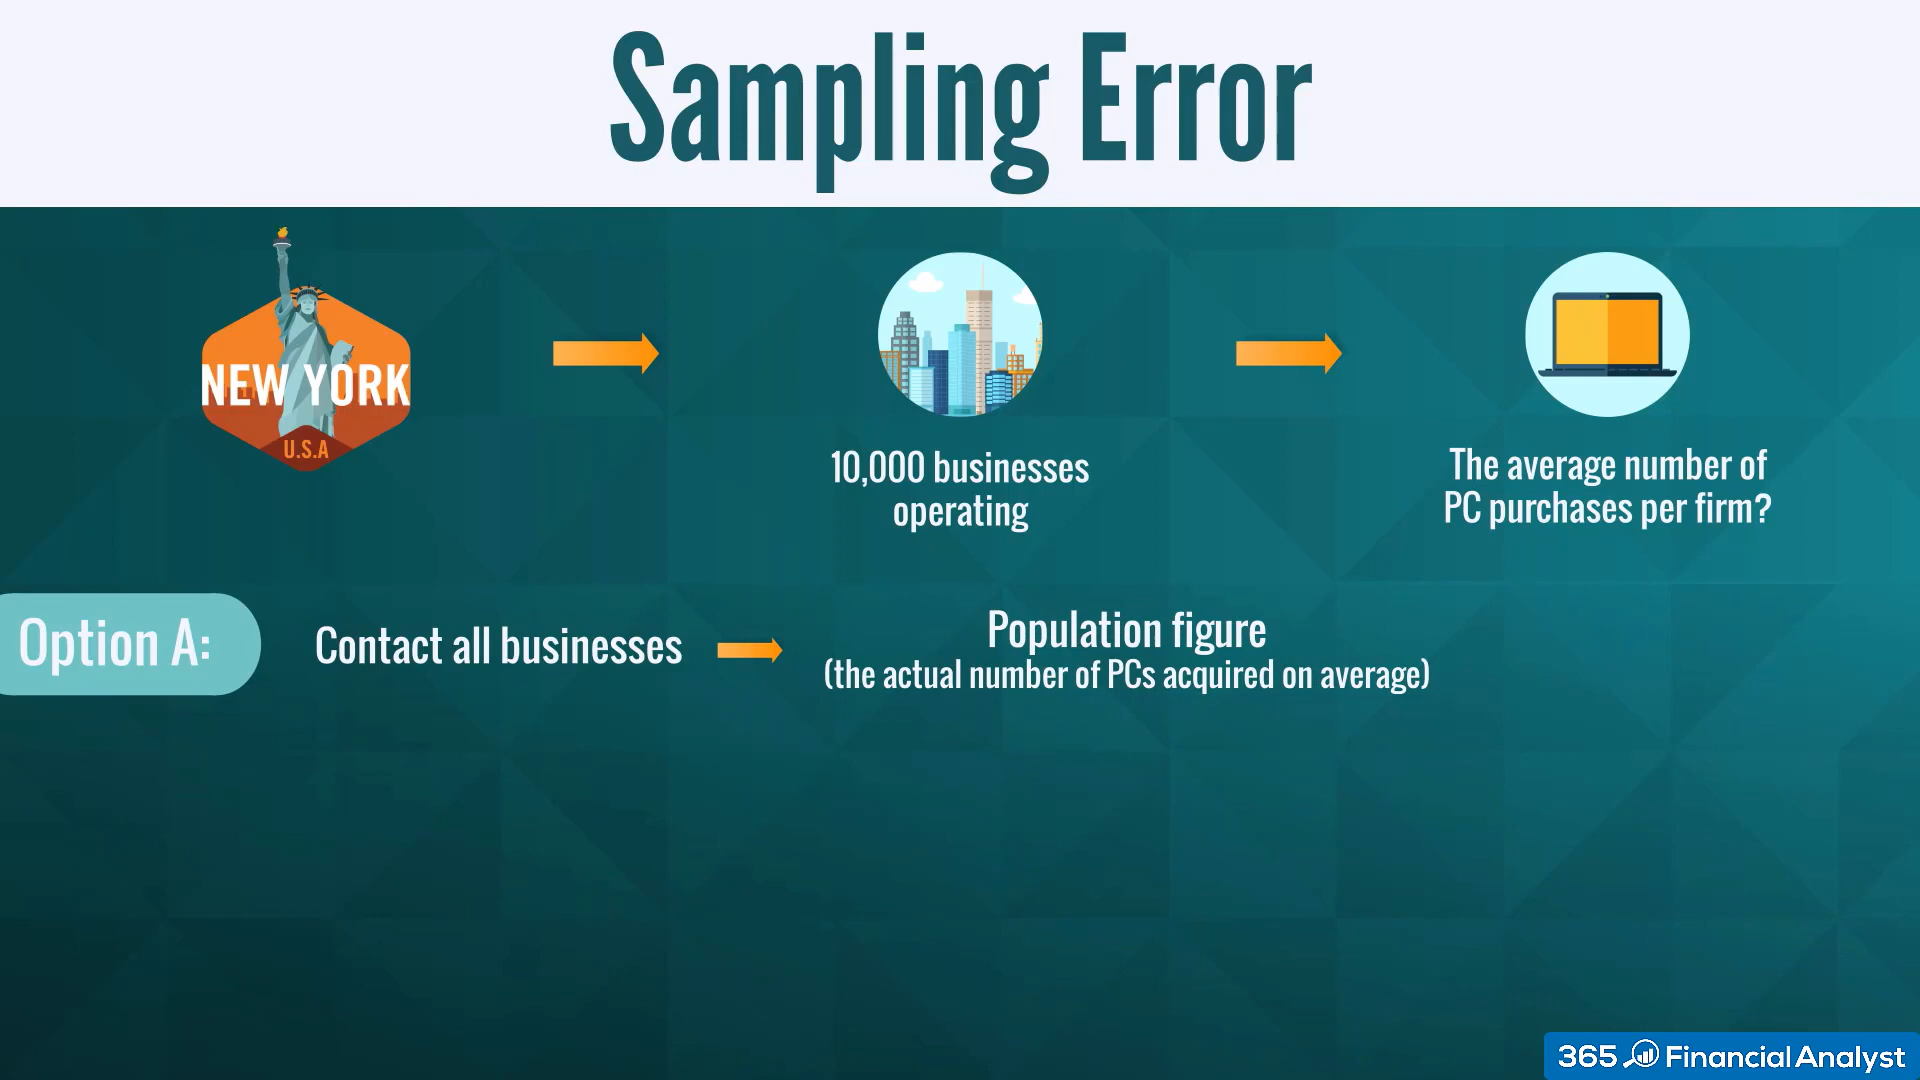 Sampling Error
NEW YORK
U.S.A
10,000 businesses
operating
The average number of
PC purchases per firm?
Option A:
Contact all businesses
Population figure
(the actual number of PCs acquired on average)
365 Financial Analyst